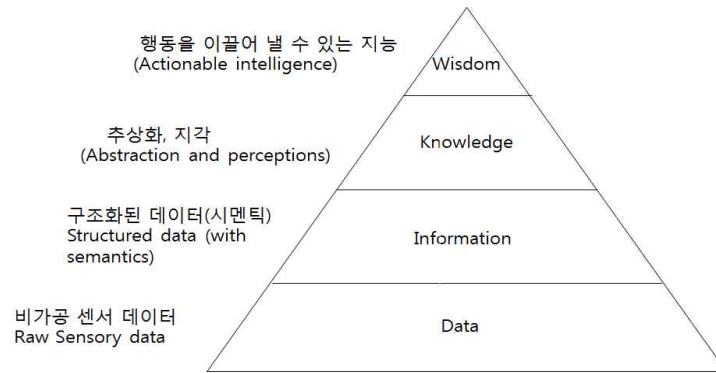 행동을 이끌어 낼 수 있는 지능
(Actionable intelligence)
Wisdom
추상화, 지각
(Abstraction and perceptions)
Knowledge
구조화된 데이터(시멘틱)
Structured data (with
semantics)
Information
비가공 센서 데이터
Raw Sensory data
Data